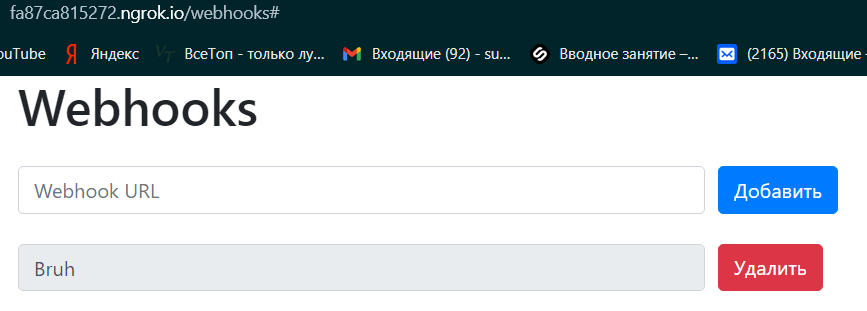 fa87ca815272.ngrok.io/webhooks#
ouTube Яндекс VT ВсеТоп - только лу... Входящие (92) - su... Вводное занятие –... (2165) Входящие -
Webhooks
Webhook URL Добавить
Bruh Удалить